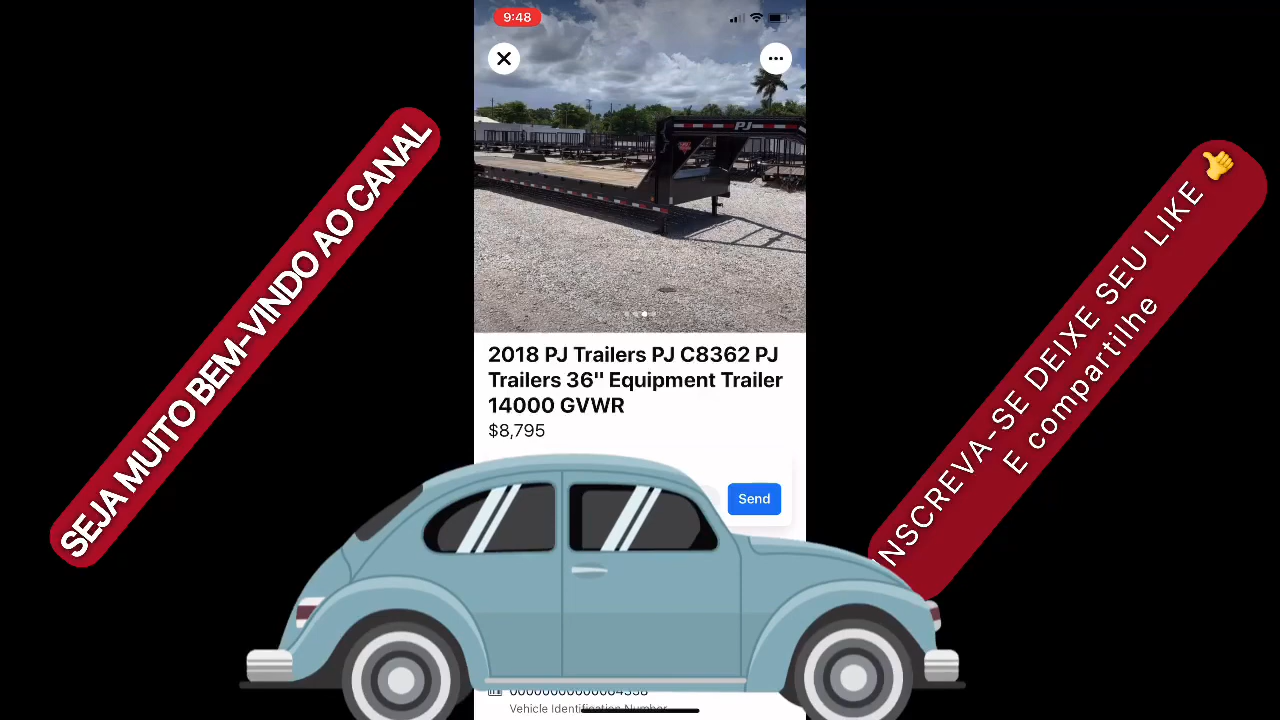 9:48
PJ
SEJA MUITO BEM-VINDO AO CANAL
INSCREVA-SE DEIXE SEU LIKE 👍
E compartilhe
2018 PJ Trailers PJ C8362 PJ
Trailers 36" Equipment Trailer
14000 GVWR
$8,795
Send
Vehicle Identification Number